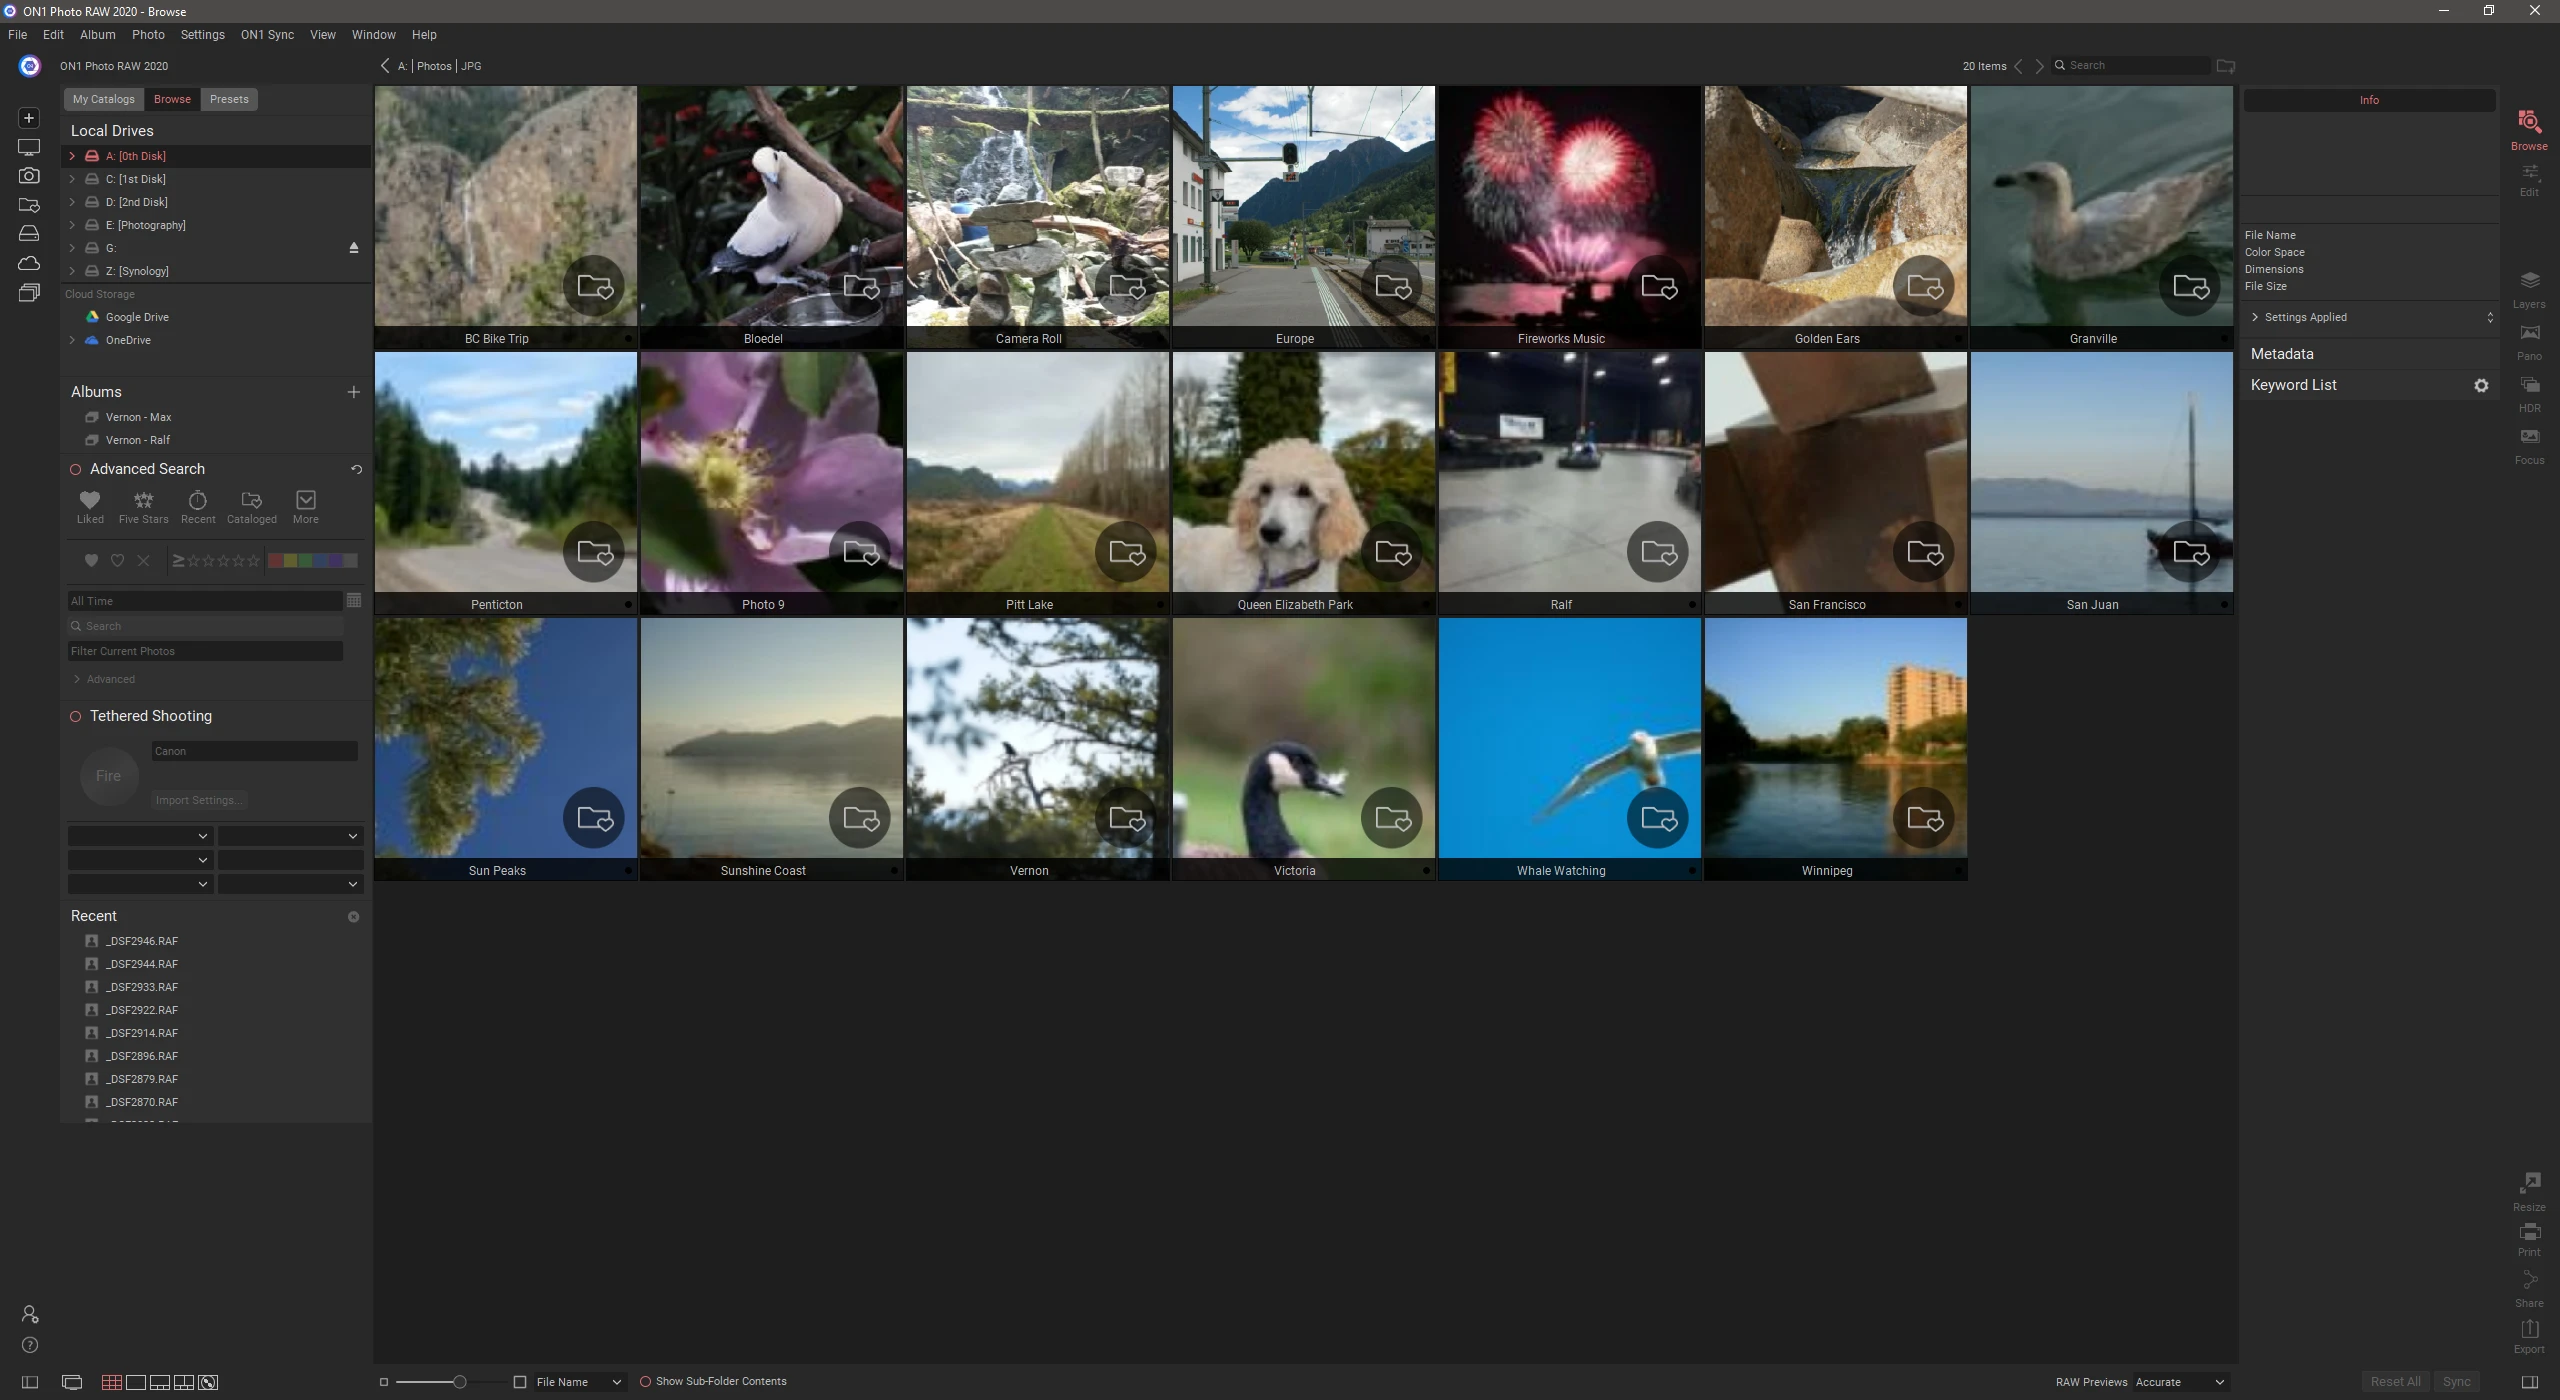 ON1 Photo RAW 2020 - Browse
File Edit Album Photo Settings ON1 Sync View Window Help
ON1 Photo RAW 2020
A: Photos JPG
20 Items
Search
My Catalogs Browse Presets
Info
Local Drives
A: [0th Disk]
C: [1st Disk]
D: [2nd Disk]
E: [Photography]
G:
Z: [Synology]
Cloud Storage
Google Drive
OneDrive
Albums
Vernon - Max
Vernon - Ralf
Advanced Search
Liked Five Stars Recent Cataloged More
All Time
Search
Filter Current Photos
Advanced
Tethered Shooting
Canon
Fire
Import Settings...
Recent
_DSF2946.RAF
_DSF2944.RAF
_DSF2933.RAF
_DSF2922.RAF
_DSF2914.RAF
_DSF2896.RAF
_DSF2879.RAF
_DSF2870.RAF
BC Bike Trip Bloedel Camera Roll Europe Fireworks Music Golden Ears Granville
Penticton Photo 9 Pitt Lake Queen Elizabeth Park Ralf San Francisco San Juan
Sun Peaks Sunshine Coast Vernon Victoria Whale Watching Winnipeg
File Name
Color Space
Dimensions
File Size
Settings Applied
Metadata
Keyword List
Browse
Edit
Layers
Pano
HDR
Focus
Resize
Print
Share
Export
File Name
Show Sub-Folder Contents
RAW Previews Accurate
Reset All Sync